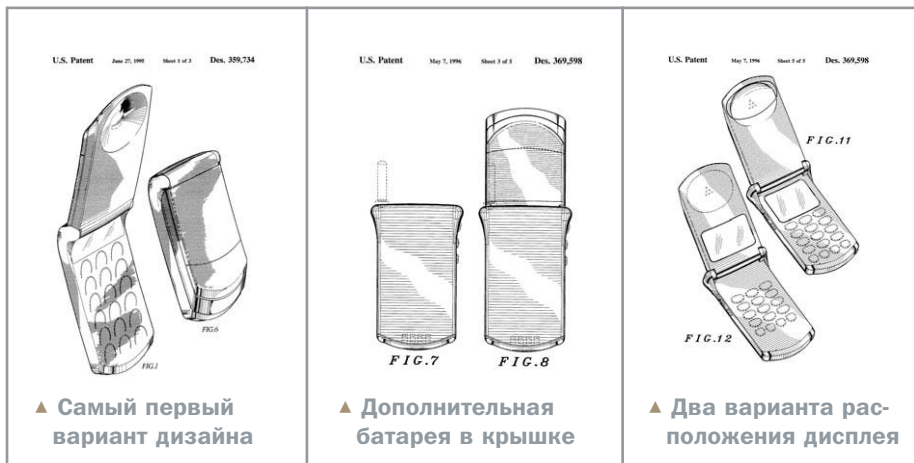 U.S. Patent June 27, 1995 Sheet 1 of 3 Des. 359,734
FIG.6
FIG.1
▲ Самый первый
вариант дизайна
U.S. Patent May 7, 1996 Sheet 3 of 5 Des. 369,598
FIG.7 FIG.8
▲ Дополнительная
батарея в крышке
U.S. Patent May 7, 1996 Sheet 5 of 5 Des. 369,598
FIG.11
FIG.12
▲ Два варианта рас-
положения дисплея